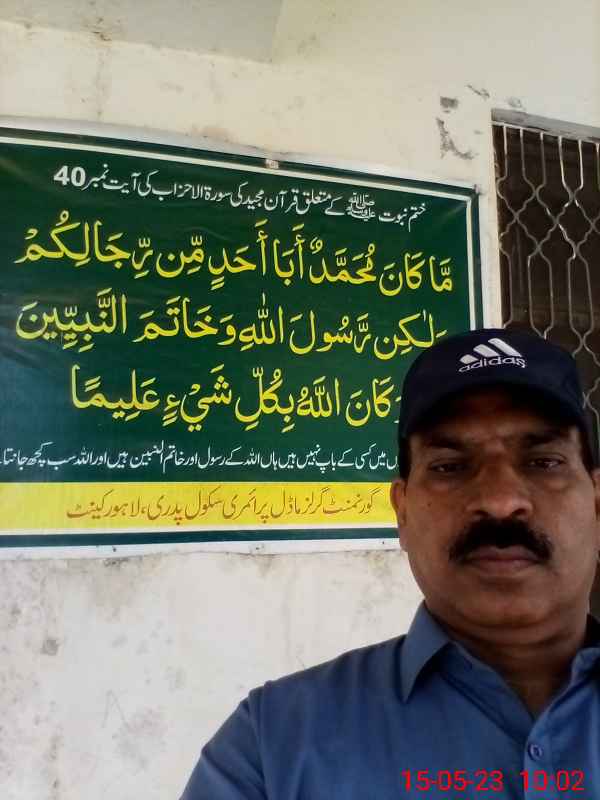 ختم نبوت ﷺ کے متعلق قرآن مجید کی سورۃ الاحزاب کی آیت نمبر 40
مَّا كَانَ مُحَمَّدٌ أَبَا أَحَدٍ مِّن رِّجَالِكُمْ
وَلَٰكِن رَّسُولَ اللَّهِ وَخَاتَمَ النَّبِيِّينَ
كَانَ اللَّهُ بِكُلِّ شَيْءٍ عَلِيمًا
میں کسی کے باپ نہیں ہیں ہاں اللہ کے رسول اور خاتم النبیین ہیں اور اللہ سب کچھ جانتا
گورنمنٹ گرلز ماڈل پرائمری سکول پدری، لاہور کینٹ
adidas
15-05-23 10:02